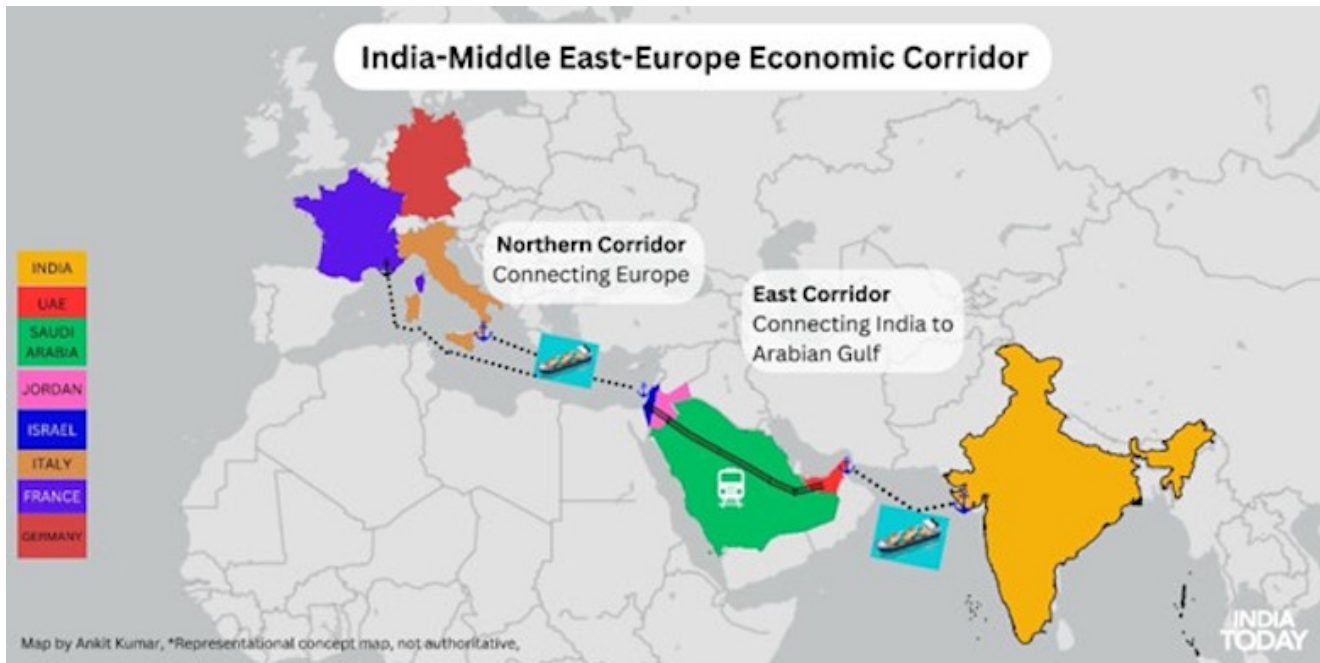 India-Middle East-Europe Economic Corridor
Northern Corridor
Connecting Europe
East Corridor
Connecting India to
Arabian Gulf
INDIA
UAE
SAUDI
ARABIA
JORDAN
ISRAEL
ITALY
FRANCE
GERMANY
Map by Ankit Kumar, *Representational concept map, not authoritative,
INDIA
TODAY